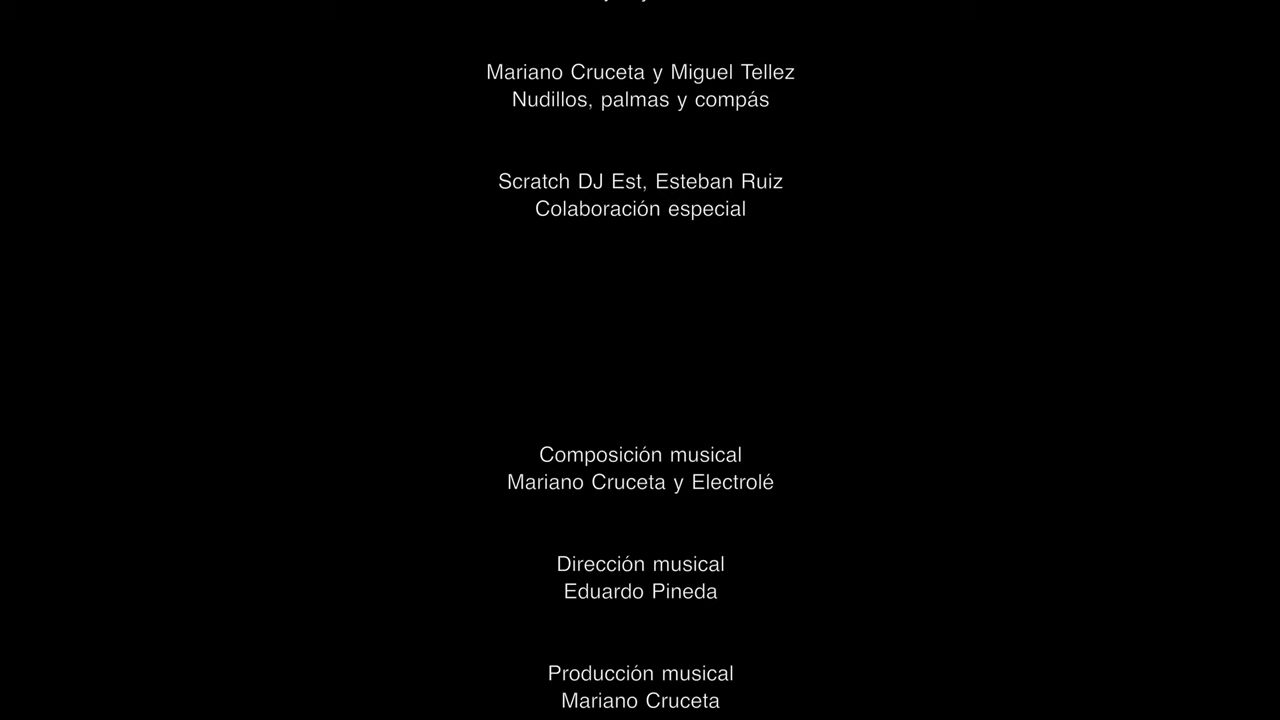 Mariano Cruceta y Miguel Tellez
Nudillos, palmas y compás
Scratch DJ Est, Esteban Ruiz
Colaboración especial
Composición musical
Mariano Cruceta y Electrolé
Dirección musical
Eduardo Pineda
Producción musical
Mariano Cruceta